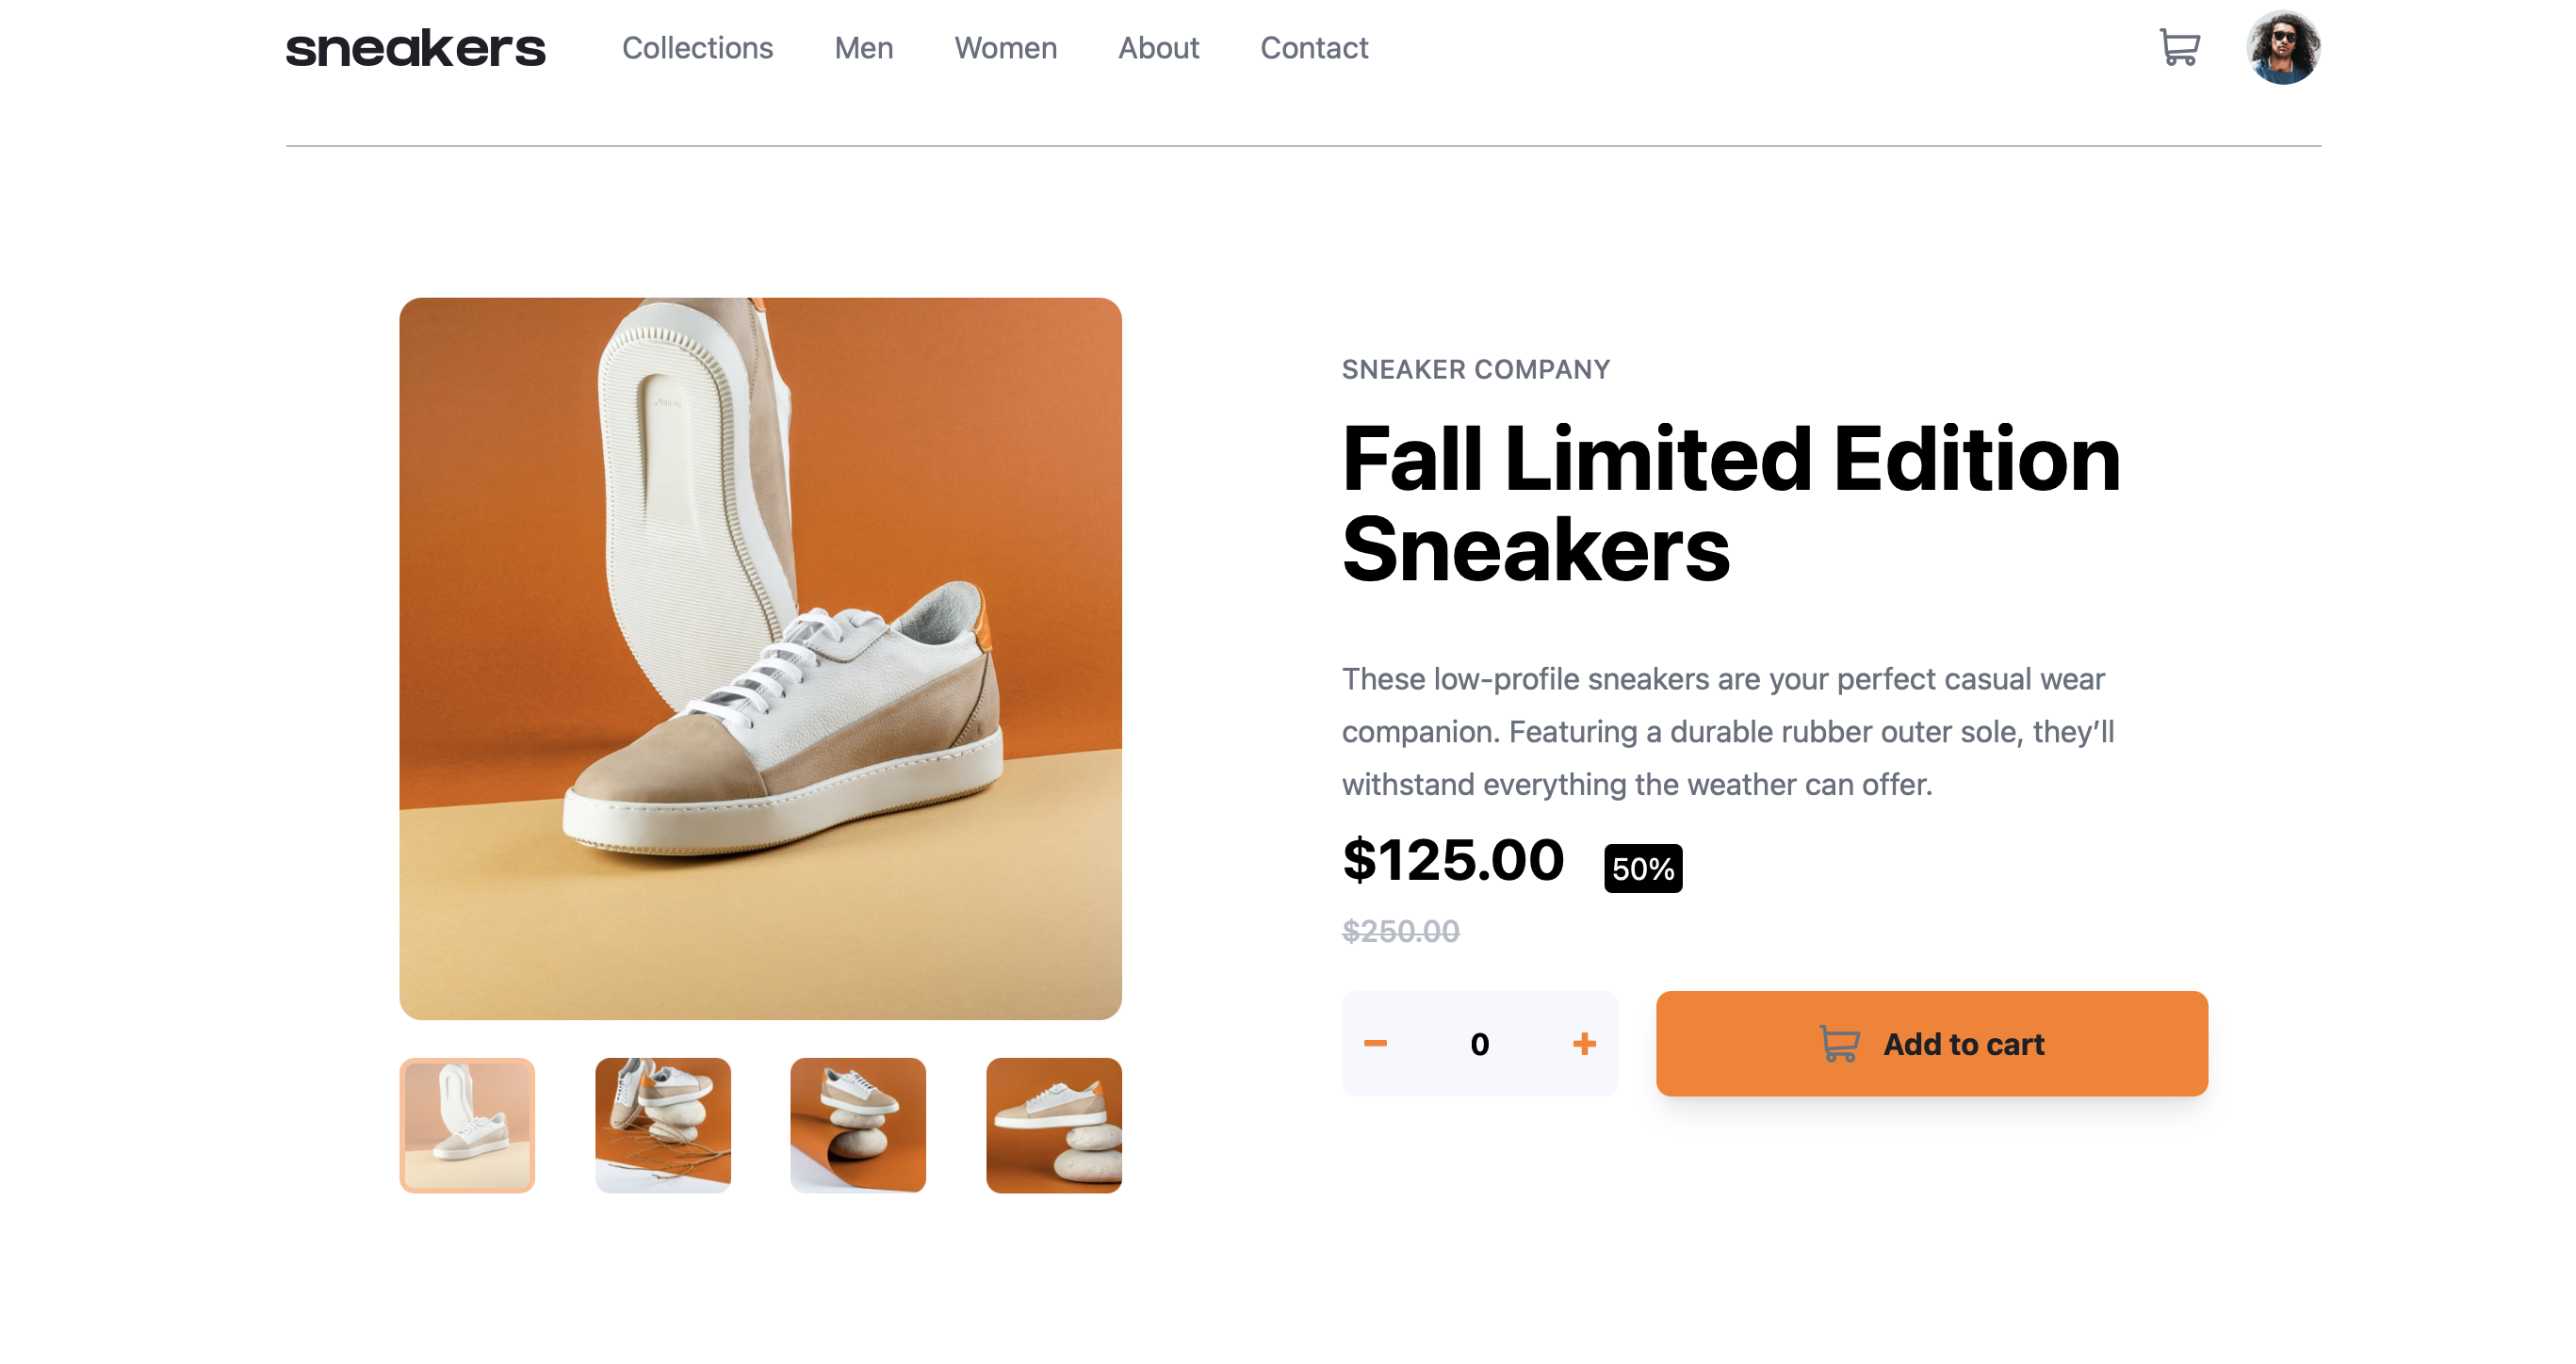 sneakers Collections Men Women About Contact
SNEAKER COMPANY
Fall Limited Edition
Sneakers
These low-profile sneakers are your perfect casual wear
companion. Featuring a durable rubber outer sole, they’ll
withstand everything the weather can offer.
$125.00 50%
$250.00
0 Add to cart